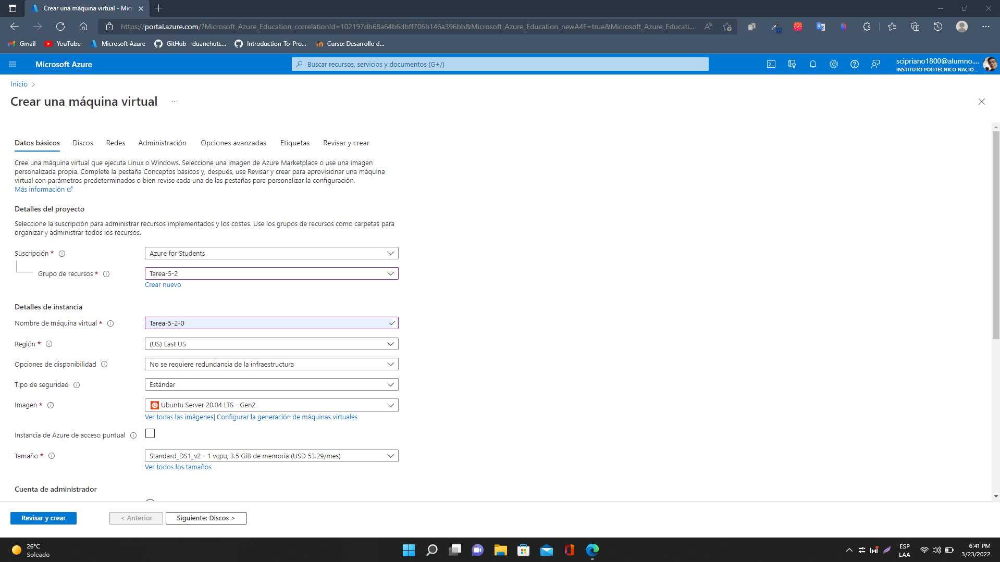 Crear una máquina virtual - Micr
https://portal.azure.com/?Microsoft_Azure_Education_correlationId=102197db68a64b6dbff706b146a396bb&Microsoft_Azure_Education_newA4E=true&Microsoft_Azure_Educati...
Gmail YouTube Microsoft Azure GitHub - duanehutc... Introduction-To-Pro... Curso: Desarrollo d...
Microsoft Azure
Buscar recursos, servicios y documentos (G+/)
scipriano1800@alumno....
INSTITUTO POLITECNICO NACIO...
Inicio >
Crear una máquina virtual ...
Datos básicos Discos Redes Administración Opciones avanzadas Etiquetas Revisar y crear
Cree una máquina virtual que ejecuta Linux o Windows. Seleccione una imagen de Azure Marketplace o use una imagen
personalizada propia. Complete la pestaña Conceptos básicos y, después, use Revisar y crear para aprovisionar una máquina
virtual con parámetros predeterminados o bien revise cada una de las pestañas para personalizar la configuración.
Más información
Detalles del proyecto
Seleccione la suscripción para administrar recursos implementados y los costes. Use los grupos de recursos como carpetas para
organizar y administrar todos los recursos.
Suscripción * Azure for Students
Grupo de recursos * Tarea-5-2
Crear nuevo
Detalles de instancia
Nombre de máquina virtual * Tarea-5-2-0
Región * (US) East US
Opciones de disponibilidad No se requiere redundancia de la infraestructura
Tipo de seguridad Estándar
Imagen * Ubuntu Server 20.04 LTS - Gen2
Ver todas las imágenes| Configurar la generación de máquinas virtuales
Instancia de Azure de acceso puntual
Tamaño * Standard_DS1_v2 - 1 vcpu, 3.5 GiB de memoria (USD 53.29/mes)
Ver todos los tamaños
Cuenta de administrador
Revisar y crear < Anterior Siguiente: Discos >
26°C
Soleado
ESP
LAA
6:41 PM
3/23/2022